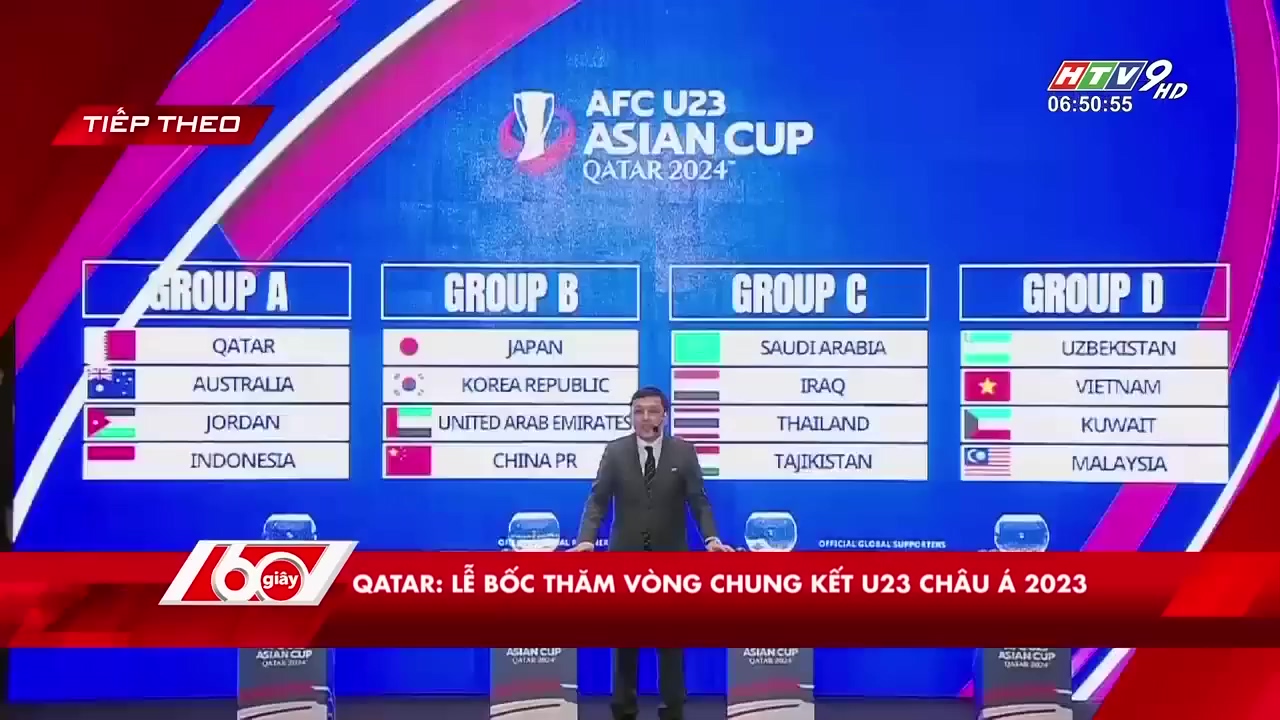 TIẾP THEO
HTV9 HD
06:50:55
AFC U23
ASIAN CUP
QATAR 2024™
GROUP A
QATAR
AUSTRALIA
JORDAN
INDONESIA
GROUP B
JAPAN
KOREA REPUBLIC
UNITED ARAB EMIRATES
CHINA PR
GROUP C
SAUDI ARABIA
IRAQ
THAILAND
TAJIKISTAN
GROUP D
UZBEKISTAN
VIETNAM
KUWAIT
MALAYSIA
OFFICIAL GLOBAL SUPPORTERS
60 giây
QATAR: LỄ BỐC THĂM VÒNG CHUNG KẾT U23 CHÂU Á 2023
ASIAN CUP
QATAR 2024
ASIAN CUP
QATAR 2024
ASIAN CUP
QATAR 2024
ASIAN CUP
QATAR 2024